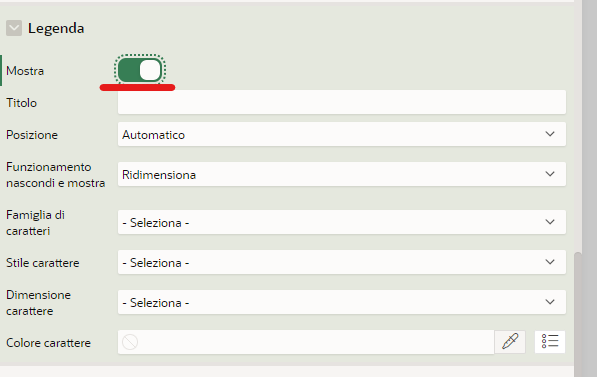 Legenda
Mostra
Titolo
Posizione
Automatico
Funzionamento
nascondi e mostra
Ridimensiona
Famiglia di
caratteri
- Seleziona -
Stile carattere
- Seleziona -
Dimensione
carattere
- Seleziona -
Colore carattere